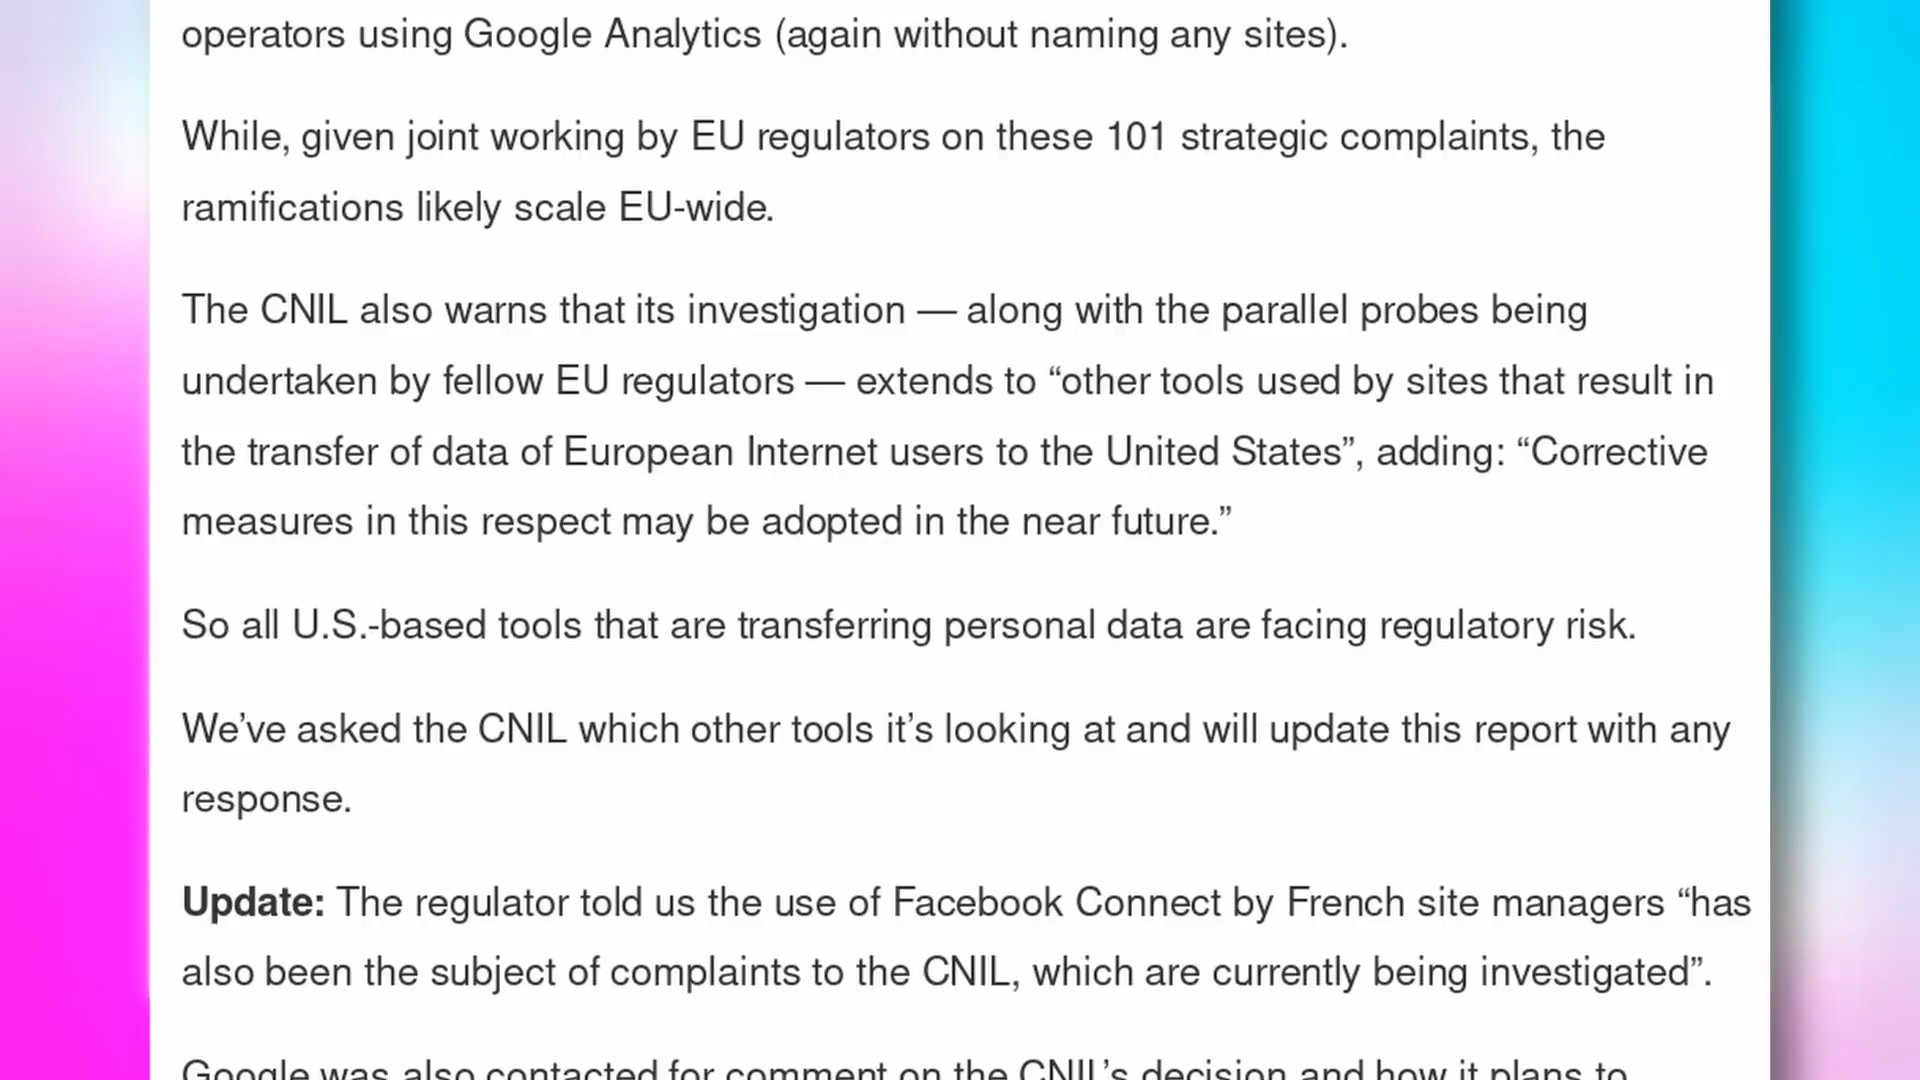 operators using Google Analytics (again without naming any sites).
While, given joint working by EU regulators on these 101 strategic complaints, the
ramifications likely scale EU-wide.
The CNIL also warns that its investigation — along with the parallel probes being
undertaken by fellow EU regulators — extends to “other tools used by sites that result in
the transfer of data of European Internet users to the United States”, adding: “Corrective
measures in this respect may be adopted in the near future.”
So all U.S.-based tools that are transferring personal data are facing regulatory risk.
We’ve asked the CNIL which other tools it’s looking at and will update this report with any
response.
Update: The regulator told us the use of Facebook Connect by French site managers “has
also been the subject of complaints to the CNIL, which are currently being investigated”.
Google was also contacted for comment on the CNIL’s decision and how it plans to